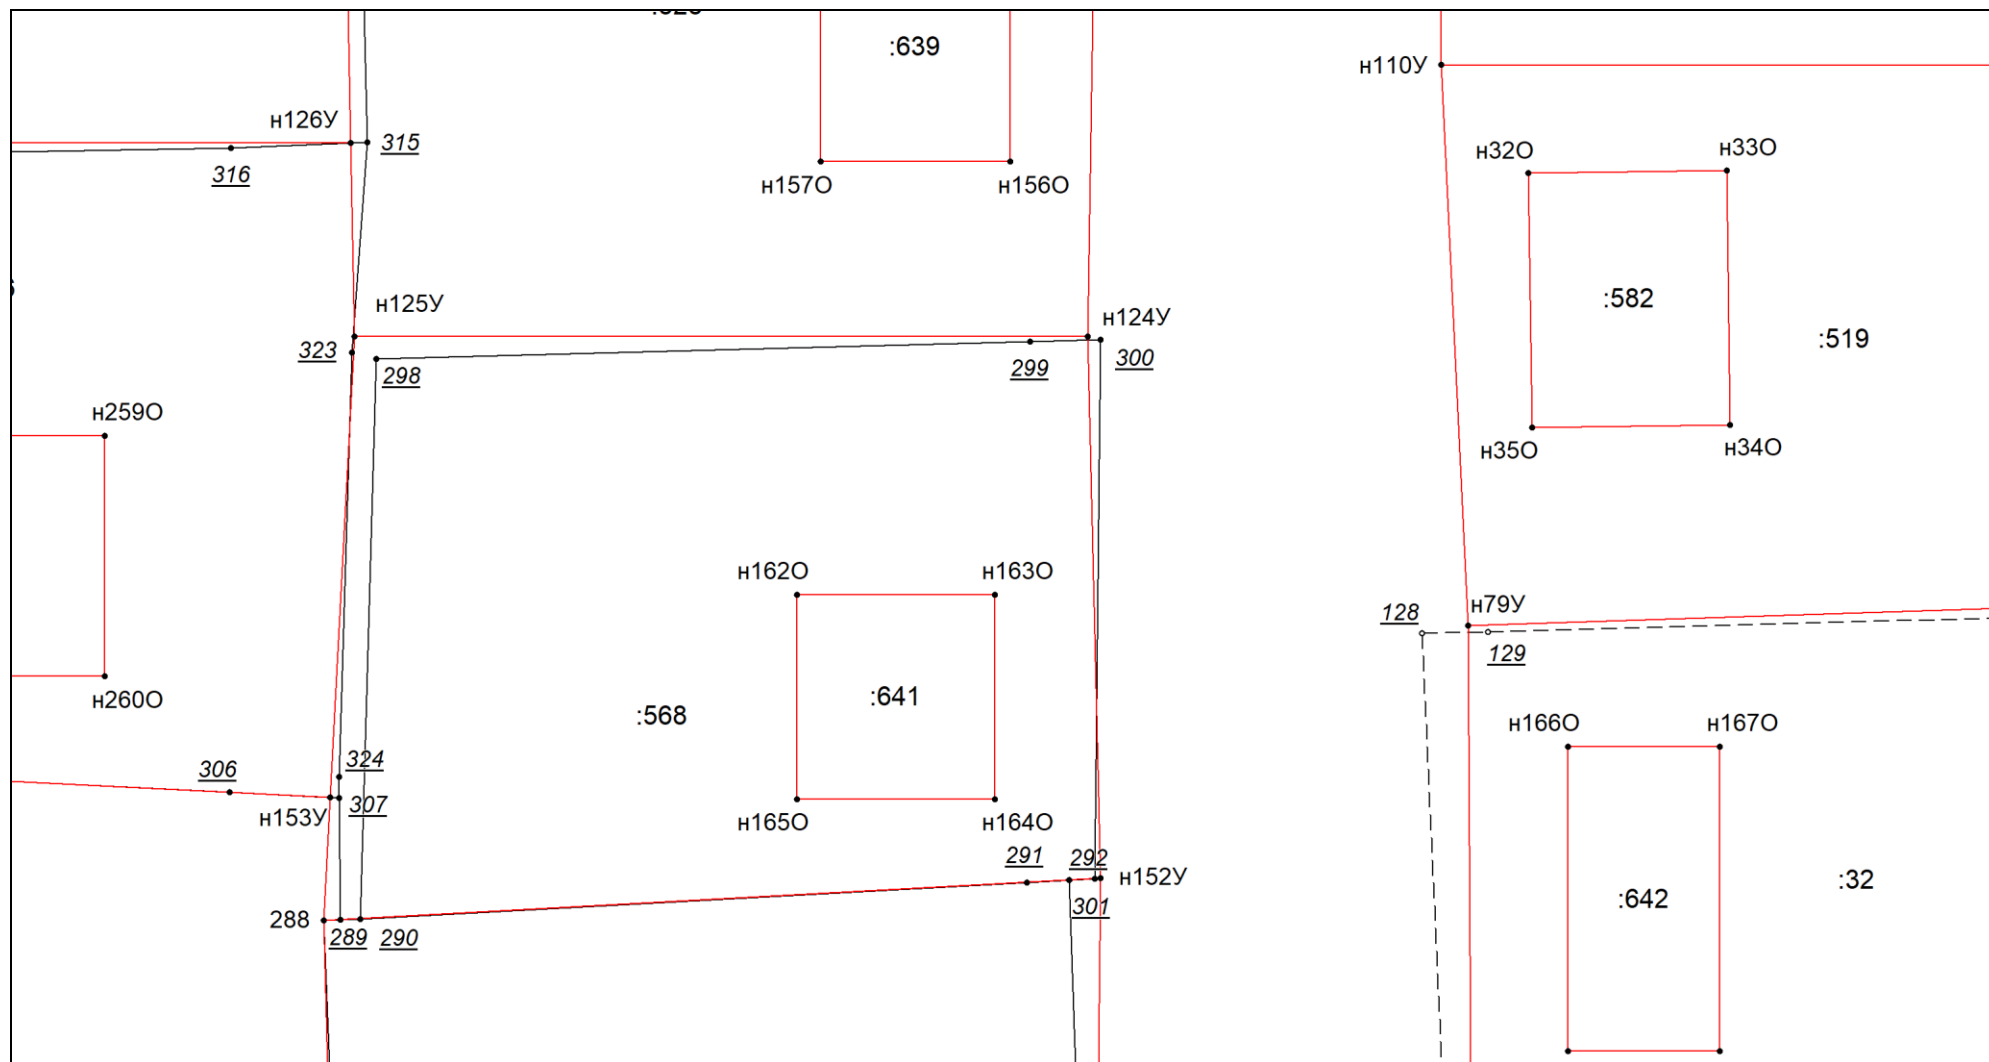 :639
н110У
н126У
315
316
н32О
н33О
н157О
н156О
:582
н125У
н124У
:519
323
298
299
300
н259О
н35О
н34О
н162О
н163О
128
н79У
129
н260О
:568
:641
н166О
н167О
306
324
н153У
307
н165О
н164О
291
292
н152У
:32
:642
288
289
290
301